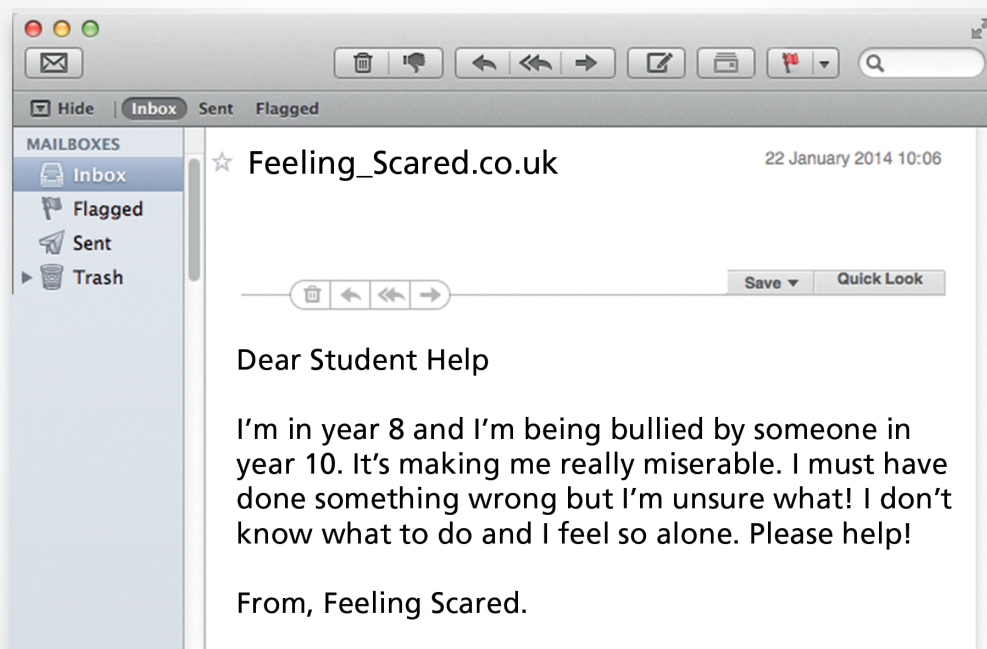 Hide | Inbox Sent Flagged
MAILBOXES
Inbox
Flagged
Sent
Trash
Feeling_Scared.co.uk
22 January 2014 10:06
Save
Quick Look
Dear Student Help
I’m in year 8 and I’m being bullied by someone in
year 10. It’s making me really miserable. I must have
done something wrong but I’m unsure what! I don’t
know what to do and I feel so alone. Please help!
From, Feeling Scared.